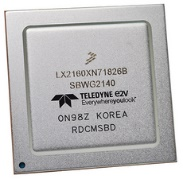 LX2160XN71826B
SBWG2140
TELEDYNE e2v
Everywhereyoulook
0N98Z KOREA
RDCMSBD